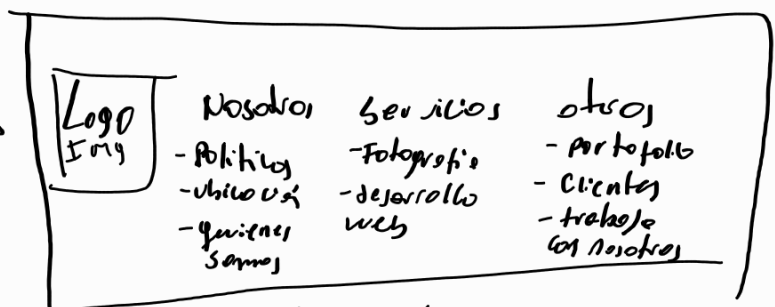 Logo
Img
Nosotros
- Politicas
- ubicación
- quienes
somos
Servicios
- Fotografia
- desarrollo
web
otros
- portafolio
- Clientes
- trabaja
con nosotros